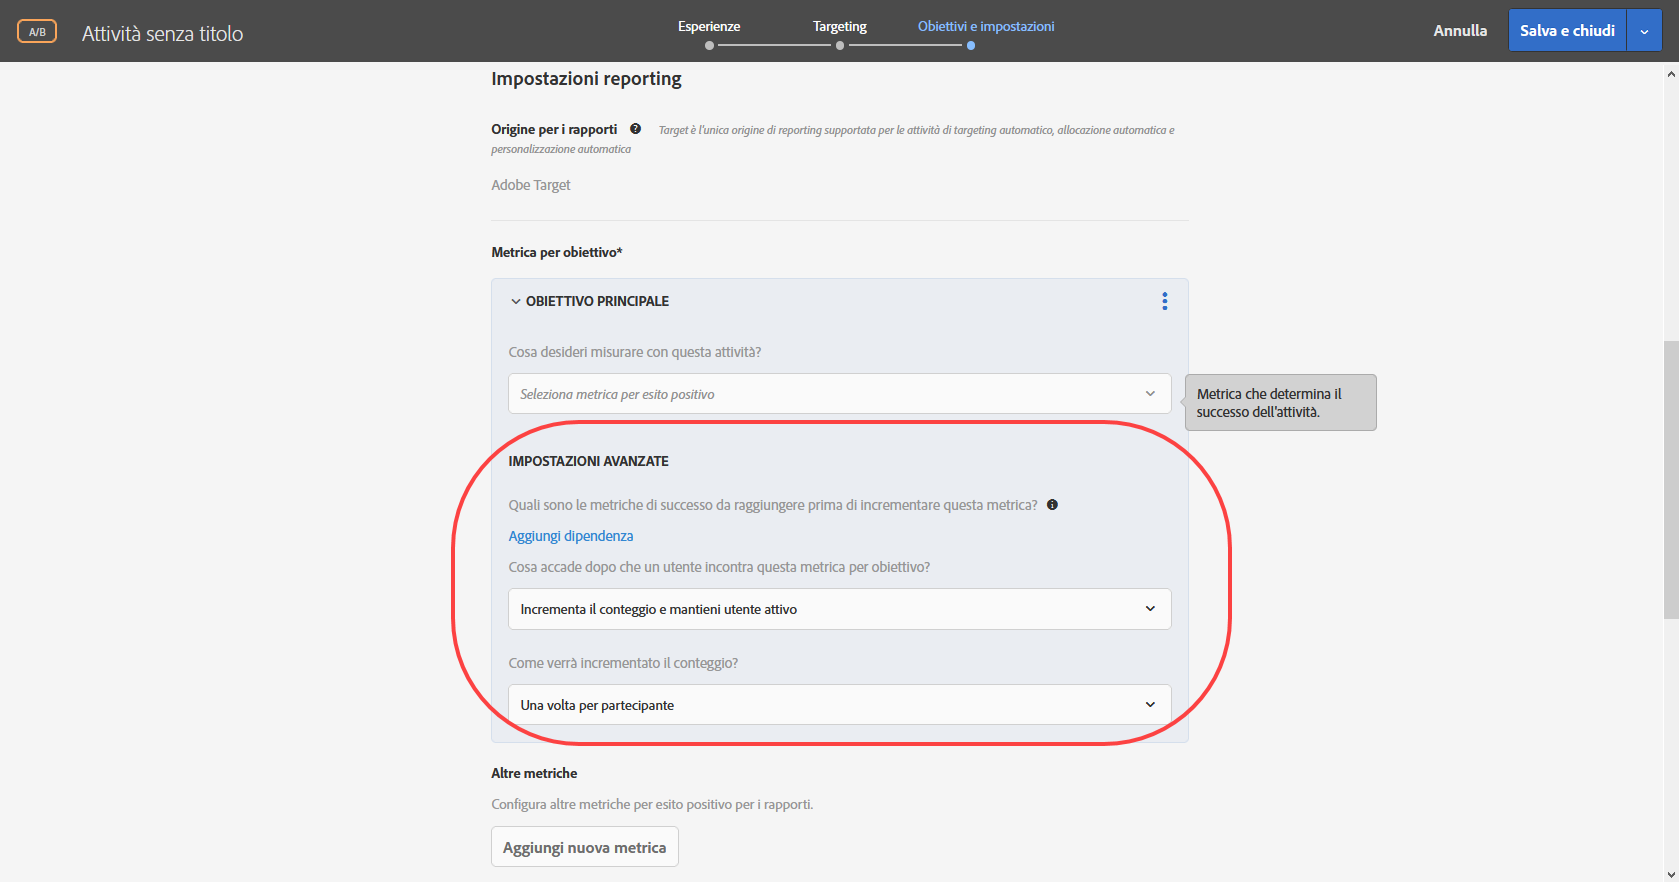 A/B
Attività senza titolo
Esperienze
Targeting
Obiettivi e impostazioni
Annulla
Salva e chiudi
Impostazioni reporting
Origine per i rapporti ? Target è l'unica origine di reporting supportata per le attività di targeting automatico, allocazione automatica e
personalizzazione automatica
Adobe Target
Metrica per obiettivo*
OBIETTIVO PRINCIPALE
Cosa desideri misurare con questa attività?
Seleziona metrica per esito positivo
Metrica che determina il
successo dell'attività.
IMPOSTAZIONI AVANZATE
Quali sono le metriche di successo da raggiungere prima di incrementare questa metrica?
Aggiungi dipendenza
Cosa accade dopo che un utente incontra questa metrica per obiettivo?
Incrementa il conteggio e mantieni utente attivo
Come verrà incrementato il conteggio?
Una volta per partecipante
Altre metriche
Configura altre metriche per esito positivo per i rapporti.
Aggiungi nuova metrica